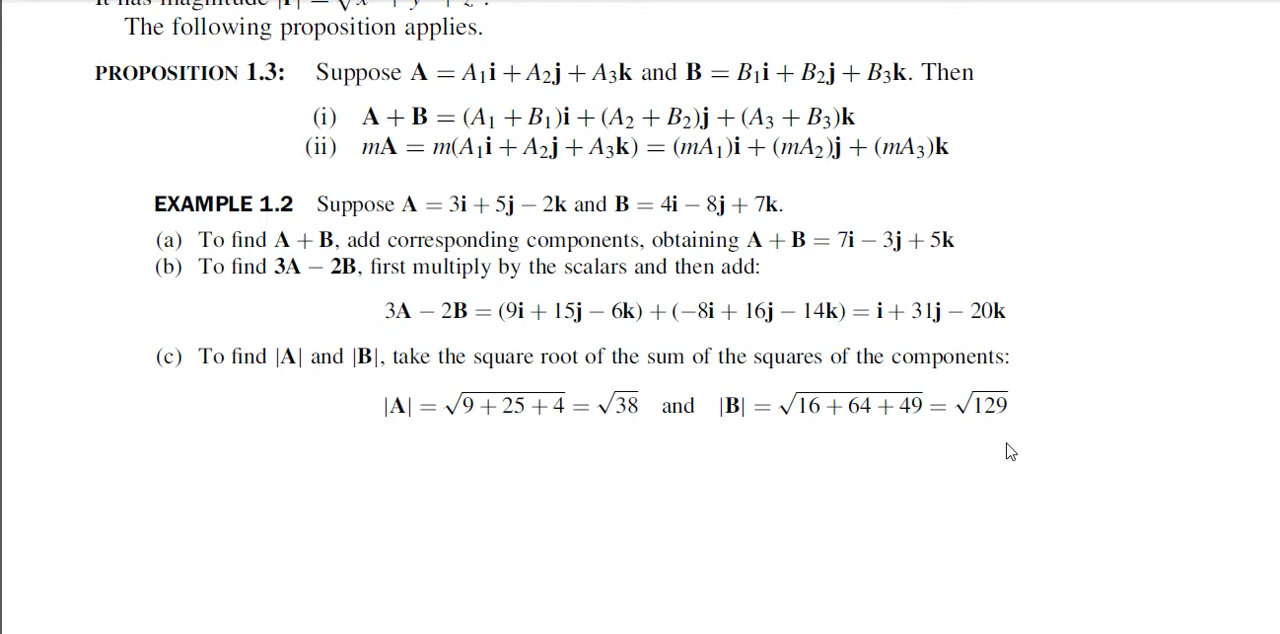 The following proposition applies.
PROPOSITION 1.3: Suppose A = A₁i + A₂j + A₃k and B = B₁i + B₂j + B₃k. Then
(i) A + B = (A₁ + B₁)i + (A₂ + B₂)j + (A₃ + B₃)k
(ii) mA = m(A₁i + A₂j + A₃k) = (mA₁)i + (mA₂)j + (mA₃)k
EXAMPLE 1.2 Suppose A = 3i + 5j − 2k and B = 4i − 8j + 7k.
(a) To find A + B, add corresponding components, obtaining A + B = 7i − 3j + 5k
(b) To find 3A − 2B, first multiply by the scalars and then add:
3A − 2B = (9i + 15j − 6k) + (−8i + 16j − 14k) = i + 31j − 20k
(c) To find |A| and |B|, take the square root of the sum of the squares of the components:
|A| = √9 + 25 + 4 = √38 and |B| = √16 + 64 + 49 = √129